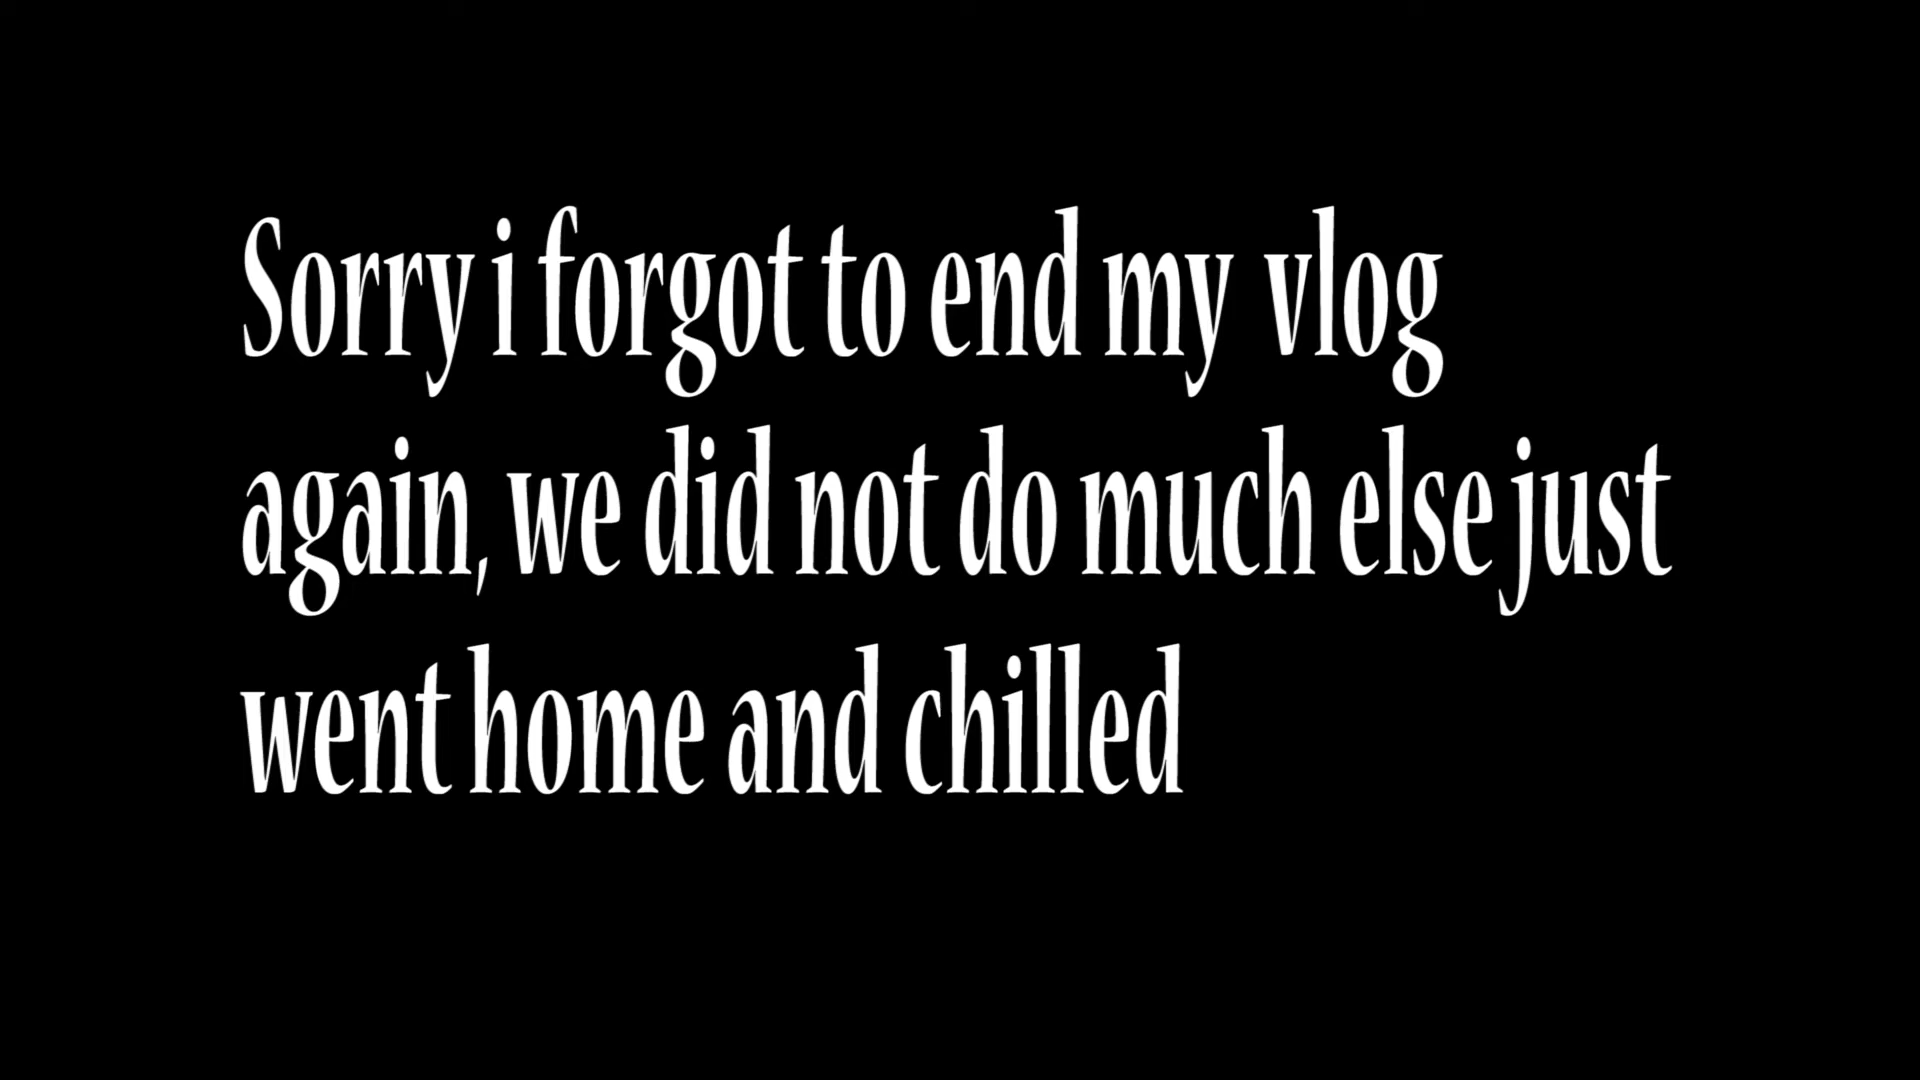 Sorry i forgot to end my  vlog
again, we did not do much else just
went home and chilled